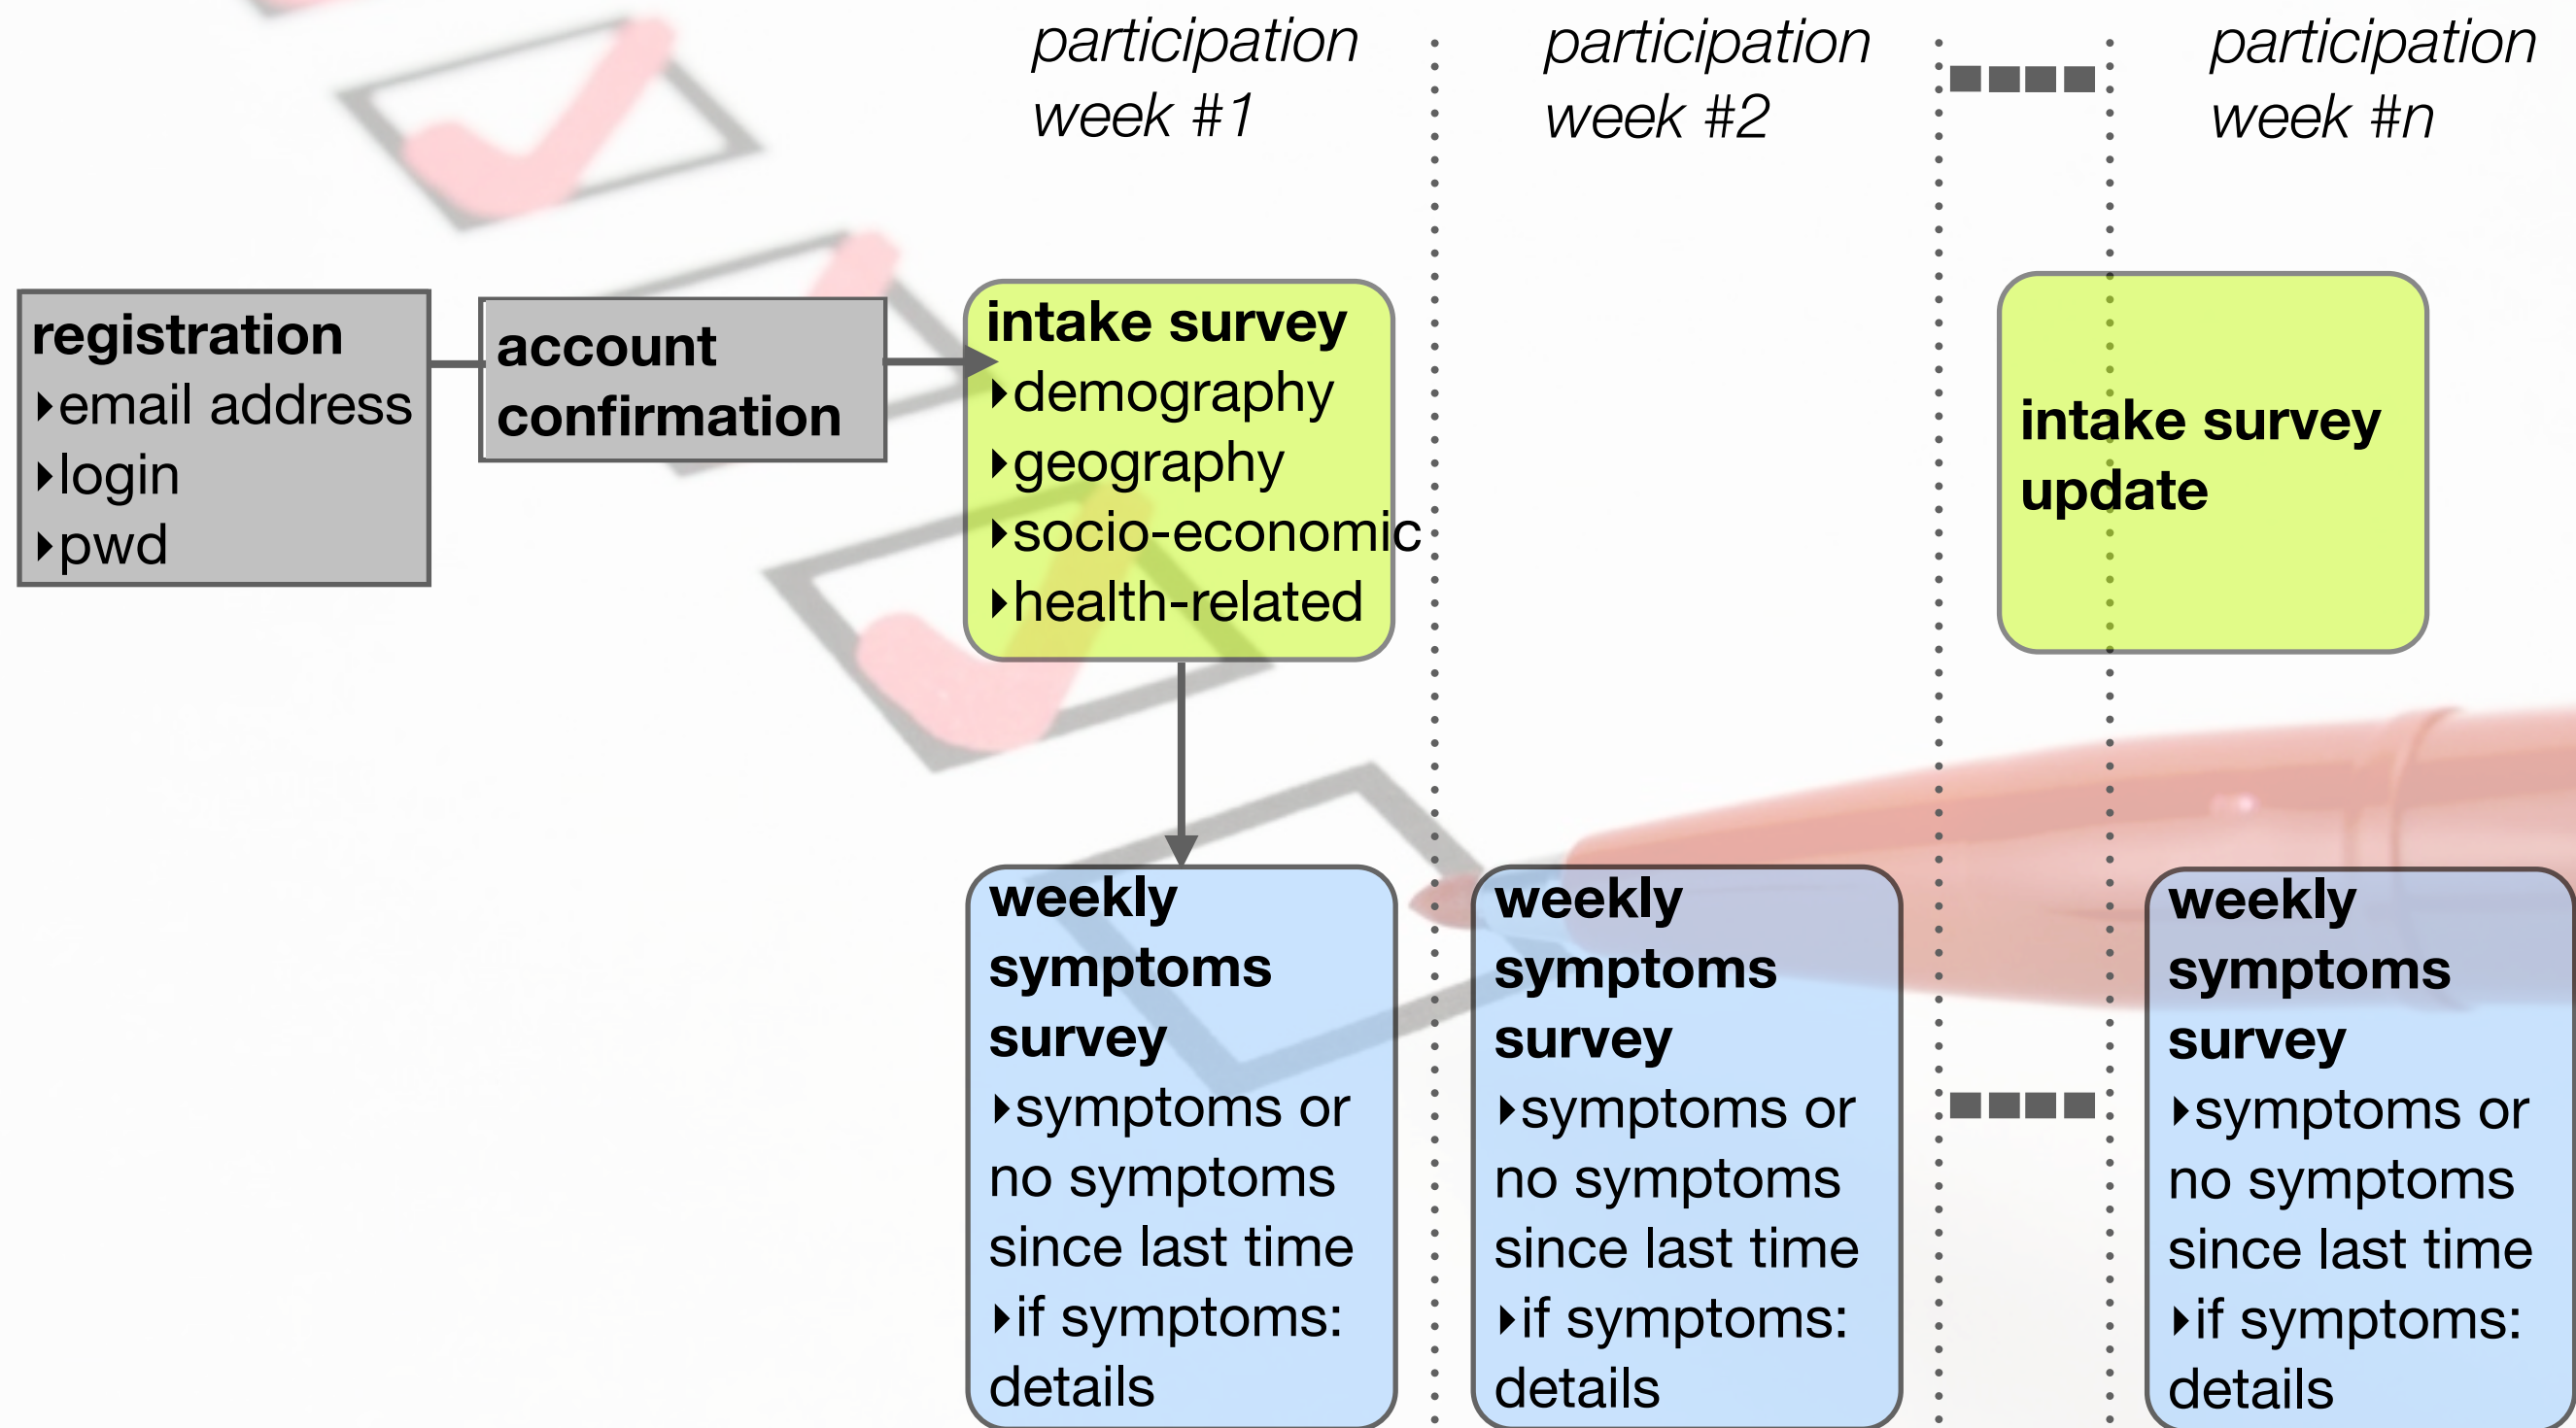 participation
week #1
participation
week #2
participation
week #n
registration
▸email address
▸login
▸pwd
account
confirmation
intake survey
▸demography
▸geography
▸socio-economic
▸health-related
intake survey
update
weekly
symptoms
survey
▸symptoms or
no symptoms
since last time
▸if symptoms:
details
weekly
symptoms
survey
▸symptoms or
no symptoms
since last time
▸if symptoms:
details
weekly
symptoms
survey
▸symptoms or
no symptoms
since last time
▸if symptoms:
details